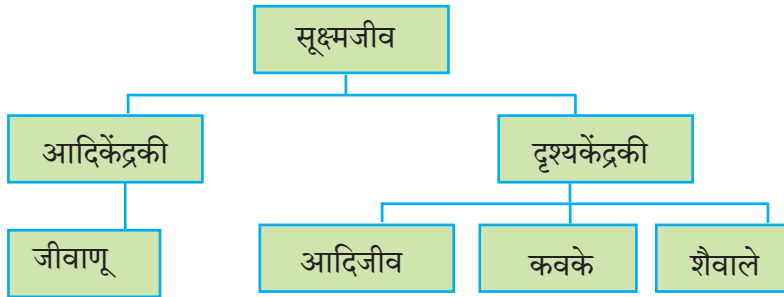 सूक्ष्मजीव
आदिकेंद्रकी
दृश्यकेंद्रकी
जीवाणू
आदिजीव
कवके
शैवाले